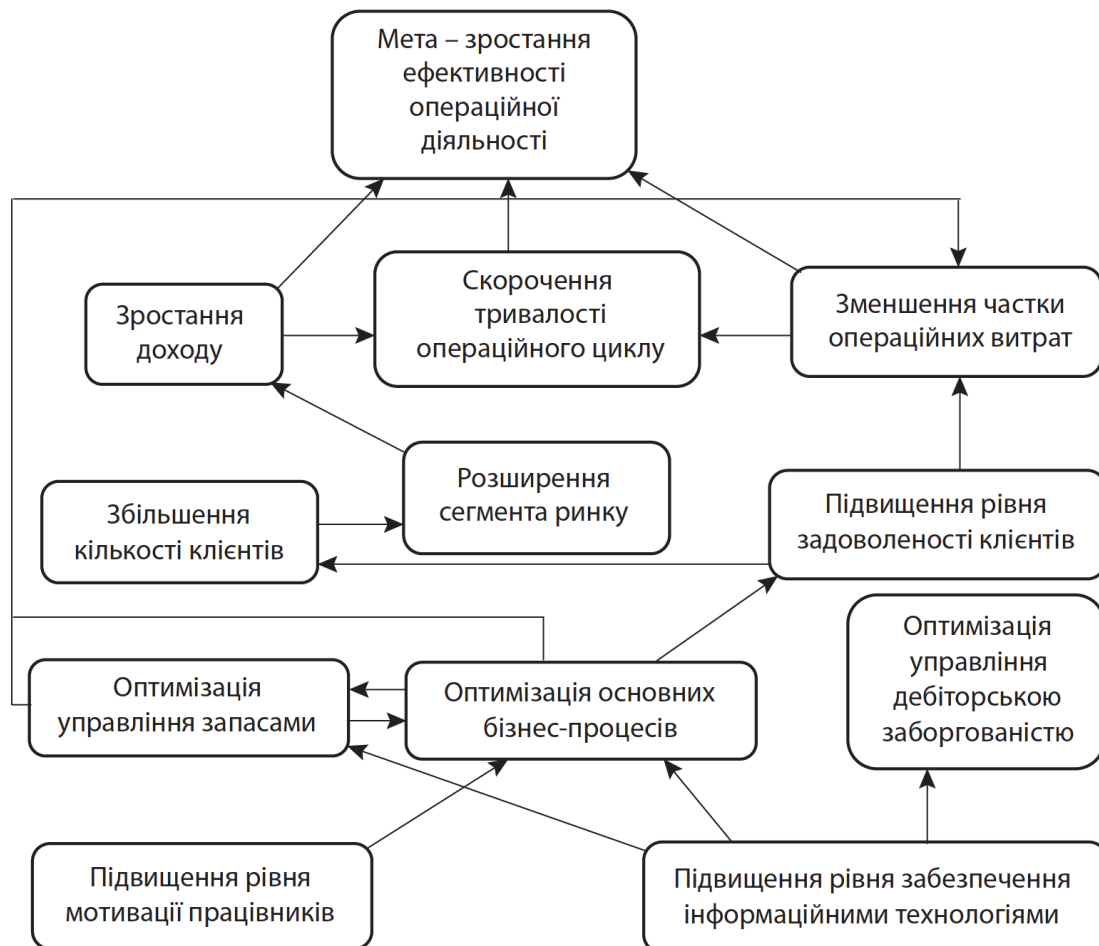 Мета – зростання
ефективності
операційної
діяльності
Зростання
доходу
Скорочення
тривалості
операційного циклу
Зменшення частки
операційних витрат
Збільшення
кількості клієнтів
Розширення
сегмента ринку
Підвищення рівня
задоволеності клієнтів
Оптимізація
управління запасами
Оптимізація основних
бізнес-процесів
Оптимізація
управління
дебіторською
заборгованістю
Підвищення рівня
мотивації працівників
Підвищення рівня забезпечення
інформаційними технологіями